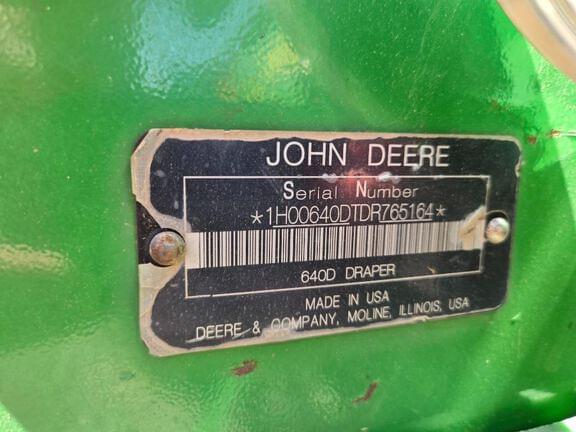 JOHN DEERE
Serial Number
*1H00640DTDR765164*
640D DRAPER
MADE IN USA
DEERE & COMPANY, MOLINE, ILLINOIS, USA